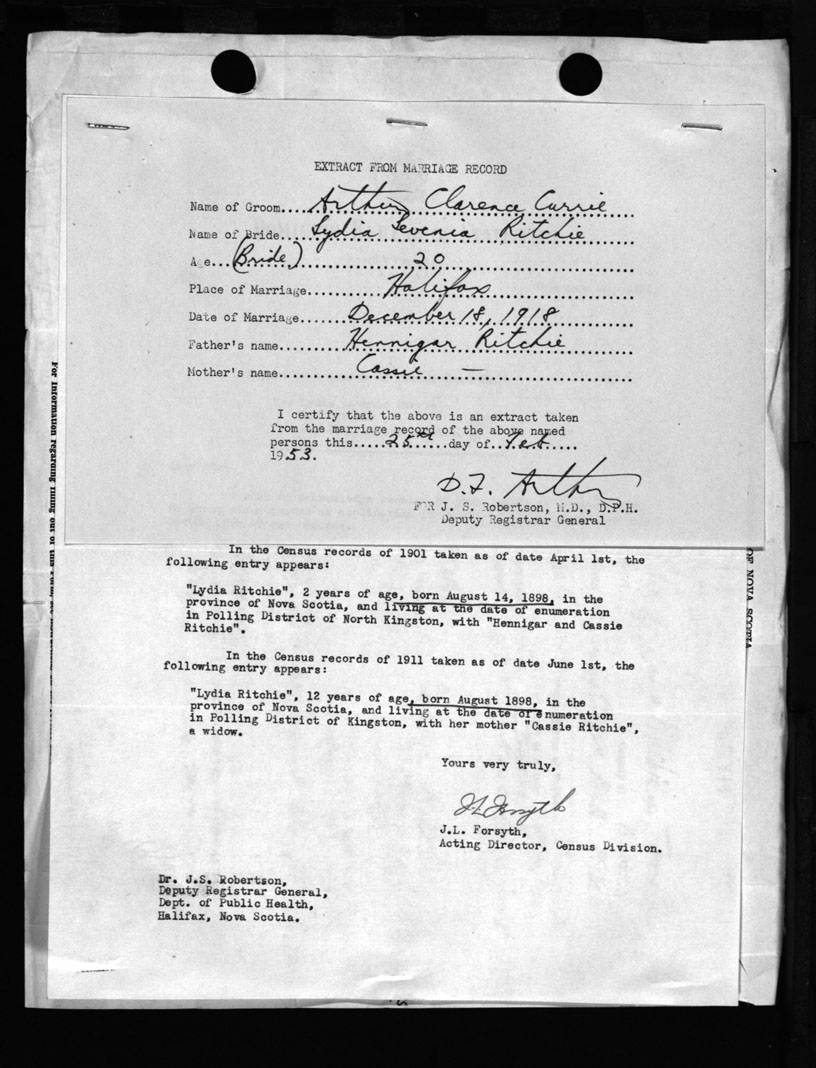 EXTRACT FROM MARRIAGE RECORD
Name of Groom....Arthur Clarence Currie
Name of Bride....Lydia Sevenia Ritchie
Age...(Bride)..........20..........
Place of Marriage..........Halifax..........
Date of Marriage......December 18, 1918
Father's name.........Hennigar Ritchie
Mother's name.........Cassie —
I certify that the above is an extract taken
from the marriage record of the above named
persons this.....25th.....day of..Feb.....
1953.
D.F. Arthur
FOR J. S. Robertson, M.D., D.P.H.
Deputy Registrar General
In the Census records of 1901 taken as of date April 1st, the
following entry appears:
"Lydia Ritchie", 2 years of age, born August 14, 1898, in the
province of Nova Scotia, and living at the date of enumeration
in Polling District of North Kingston, with "Hennigar and Cassie
Ritchie".
In the Census records of 1911 taken as of date June 1st, the
following entry appears:
"Lydia Ritchie", 12 years of age, born August 1898, in the
province of Nova Scotia, and living at the date of enumeration
in Polling District of Kingston, with her mother "Cassie Ritchie",
a widow.
Yours very truly,
J.L. Forsyth
J.L. Forsyth,
Acting Director, Census Division.
Dr. J.S. Robertson,
Deputy Registrar General,
Dept. of Public Health,
Halifax, Nova Scotia.
For information regarding
OF NOVA SCOTIA